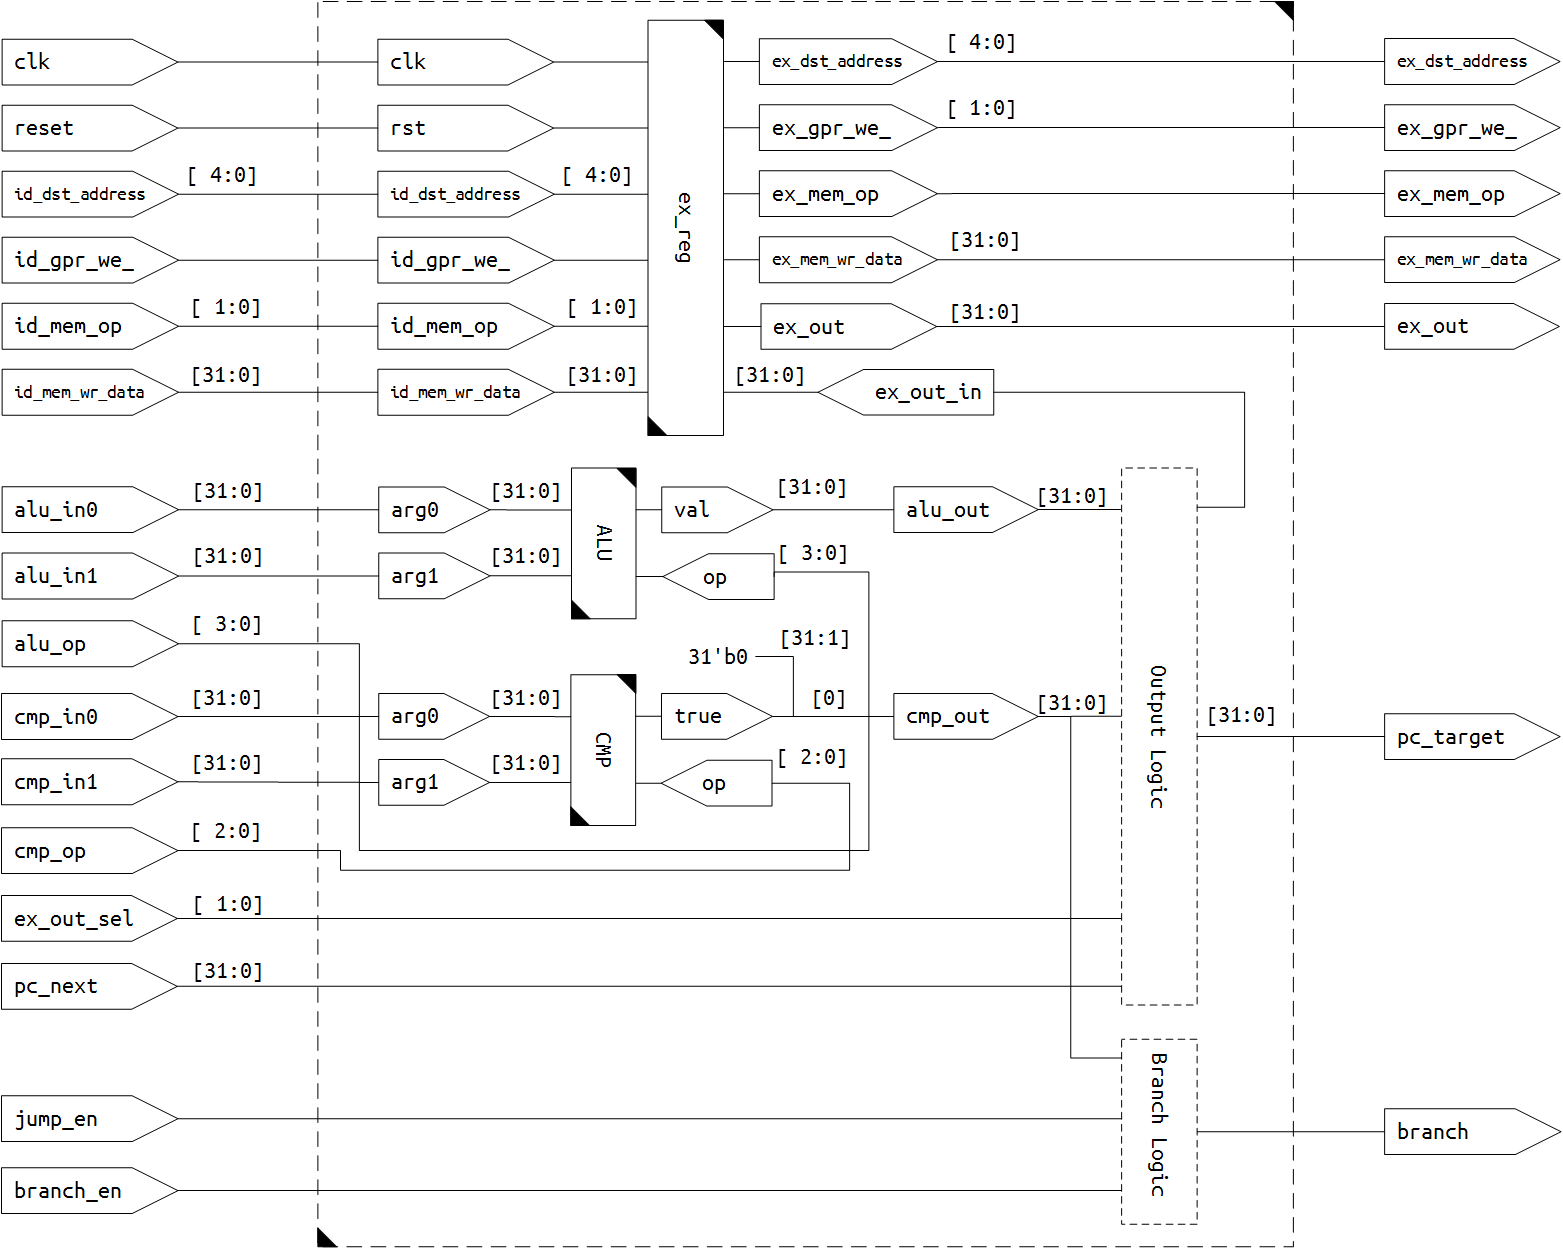 clk
clk
ex_dst_address
[ 4:0]
ex_dst_address
reset
rst
ex_gpr_we_
[ 1:0]
ex_gpr_we_
id_dst_address
[ 4:0]
id_dst_address
[ 4:0]
ex_reg
ex_mem_op
ex_mem_op
id_gpr_we_
id_gpr_we_
ex_mem_wr_data
[31:0]
ex_mem_wr_data
id_mem_op
[ 1:0]
id_mem_op
[ 1:0]
ex_out
[31:0]
ex_out
id_mem_wr_data
[31:0]
id_mem_wr_data
[31:0]
[31:0]
ex_out_in
alu_in0
[31:0]
arg0
[31:0]
ALU
val
[31:0]
alu_out
[31:0]
alu_in1
[31:0]
arg1
[31:0]
op
[ 3:0]
alu_op
[ 3:0]
31'b0
[31:1]
cmp_in0
[31:0]
arg0
[31:0]
CMP
true
[0]
cmp_out
[31:0]
Output Logic
[31:0]
pc_target
cmp_in1
[31:0]
arg1
[31:0]
op
[ 2:0]
cmp_op
[ 2:0]
ex_out_sel
[ 1:0]
pc_next
[31:0]
jump_en
Branch Logic
branch
branch_en